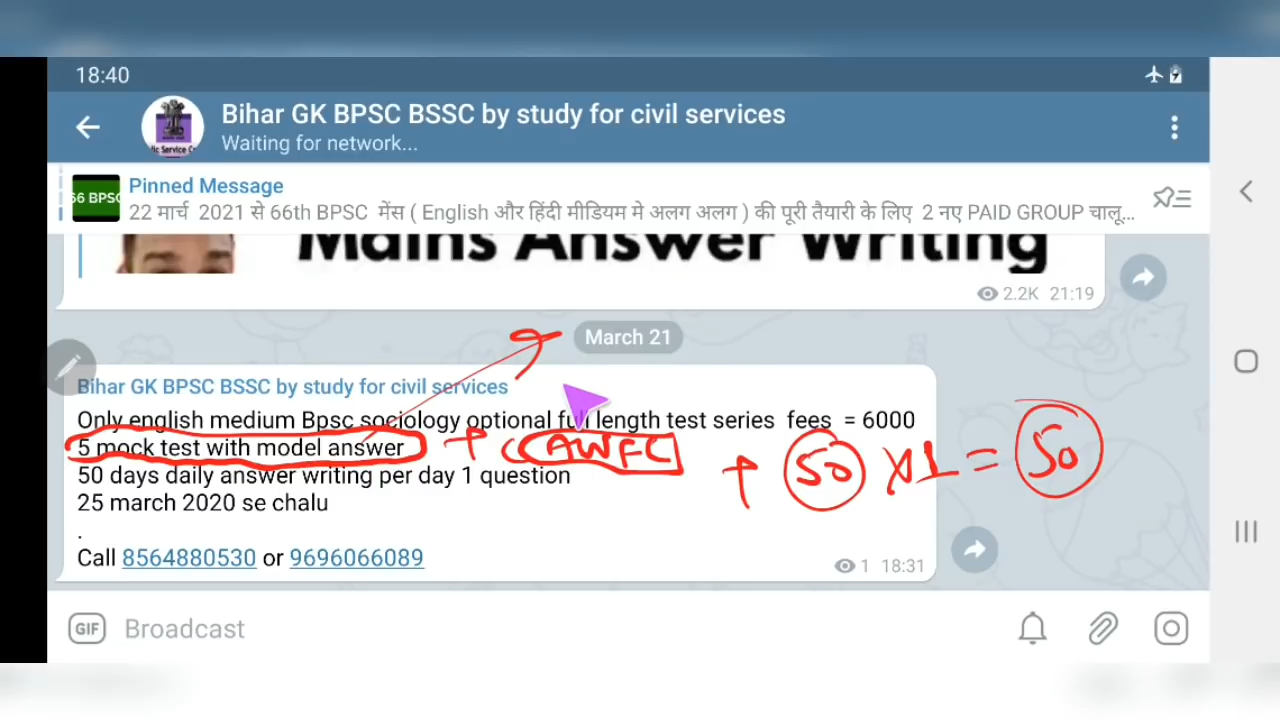 18:40
Bihar GK BPSC BSSC by study for civil services
Waiting for network...
Pinned Message
66 BPSC
22 मार्च 2021 से 66th BPSC मेंस ( English और हिंदी मीडियम मे अलग अलग ) की पूरी तैयारी के लिए 2 नए PAID GROUP चालू...
Mains Answer Writing
2.2K 21:19
March 21
Bihar GK BPSC BSSC by study for civil services
Only english medium Bpsc sociology optional full length test series fees = 6000
5 mock test with model answer + AWFC
50 days daily answer writing per day 1 question + 50 X1 = 50
25 march 2020 se chalu
.
Call 8564880530 or 9696066089
1 18:31
GIF Broadcast